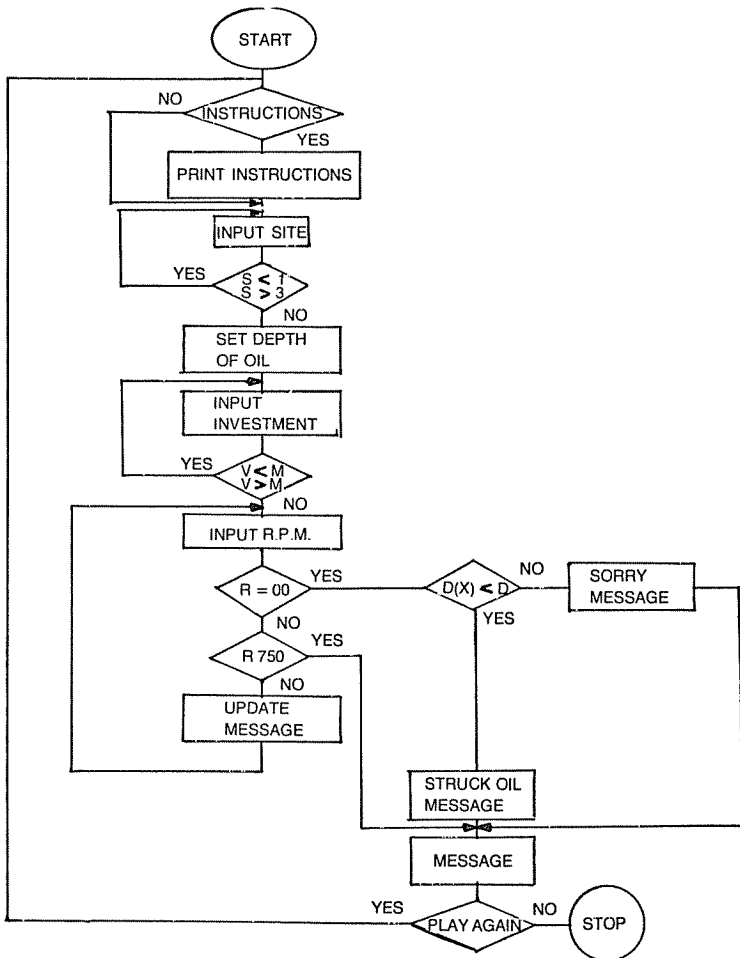 START
NO
INSTRUCTIONS
YES
PRINT INSTRUCTIONS
INPUT SITE
YES
S < 1
S > 3
NO
SET DEPTH
OF OIL
INPUT
INVESTMENT
YES
V < M
V > M
NO
INPUT R.P.M.
R = 00
YES
D(X) < D
NO
SORRY
MESSAGE
NO
YES
YES
R 750
NO
UPDATE
MESSAGE
STRUCK OIL
MESSAGE
MESSAGE
YES
PLAY AGAIN
NO
STOP